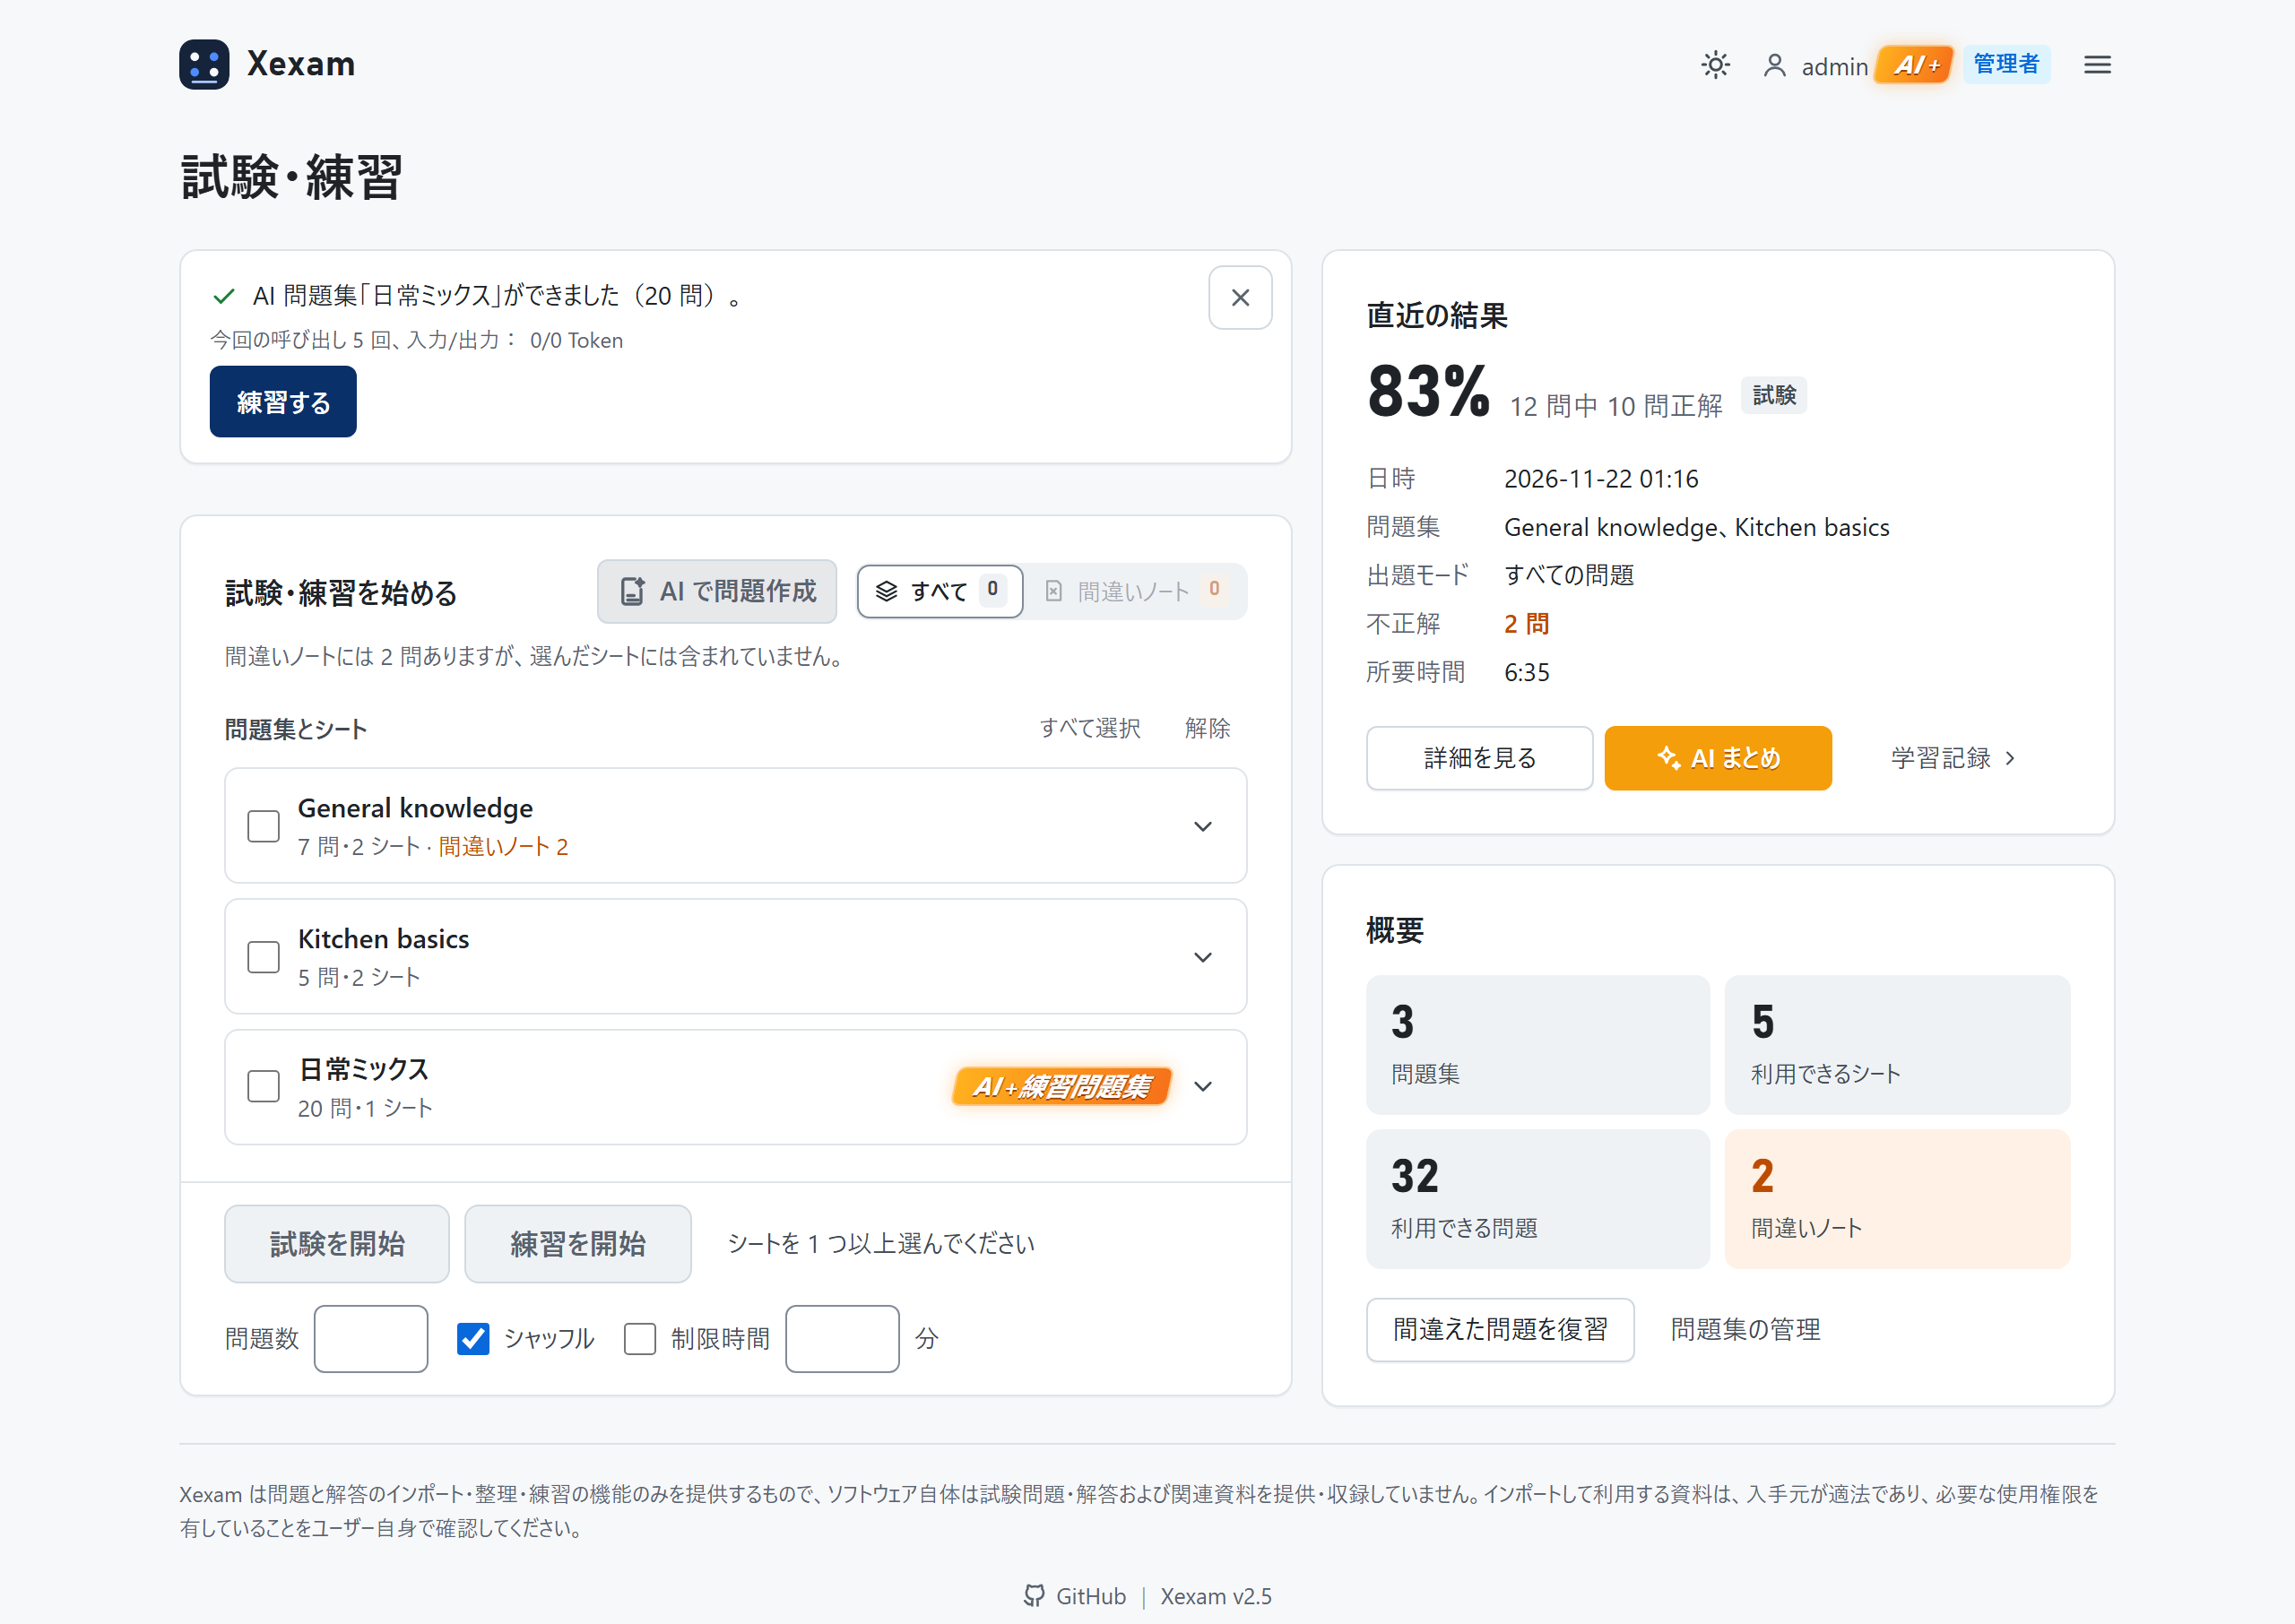 Xexam
admin
AI+
管理者
試験・練習
AI 問題集「日常ミックス」ができました（20 問）。
今回の呼び出し 5 回、入力/出力： 0/0 Token
練習する
試験・練習を始める
AI で問題作成
すべて 0
間違いノート 0
間違いノートには 2 問ありますが、選んだシートには含まれていません。
問題集とシート
すべて選択
解除
General knowledge
7 問・2 シート · 間違いノート 2
Kitchen basics
5 問・2 シート
日常ミックス
20 問・1 シート
AI+練習問題集
試験を開始
練習を開始
シートを 1 つ以上選んでください
問題数
シャッフル
制限時間
分
直近の結果
83% 12 問中 10 問正解 試験
日時 2026-11-22 01:16
問題集 General knowledge、Kitchen basics
出題モード すべての問題
不正解 2 問
所要時間 6:35
詳細を見る
AI まとめ
学習記録
概要
3
問題集
5
利用できるシート
32
利用できる問題
2
間違いノート
間違えた問題を復習
問題集の管理
Xexam は問題と解答のインポート・整理・練習の機能のみを提供するもので、ソフトウェア自体は試験問題・解答および関連資料を提供・収録していません。インポートして利用する資料は、入手元が適法であり、必要な使用権限を
有していることをユーザー自身で確認してください。
GitHub | Xexam v2.5